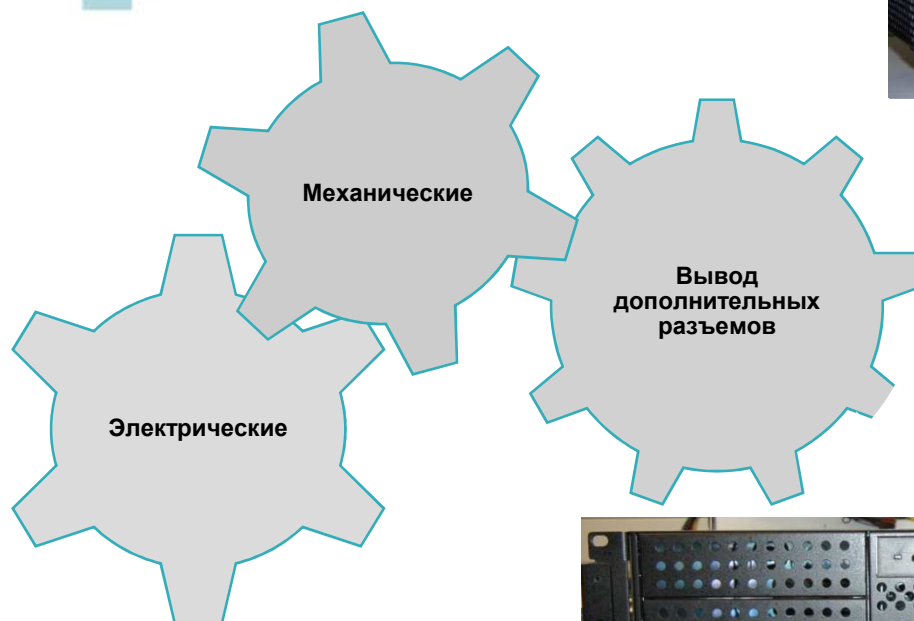 Механические
Вывод
дополнительных
разъемов
Электрические